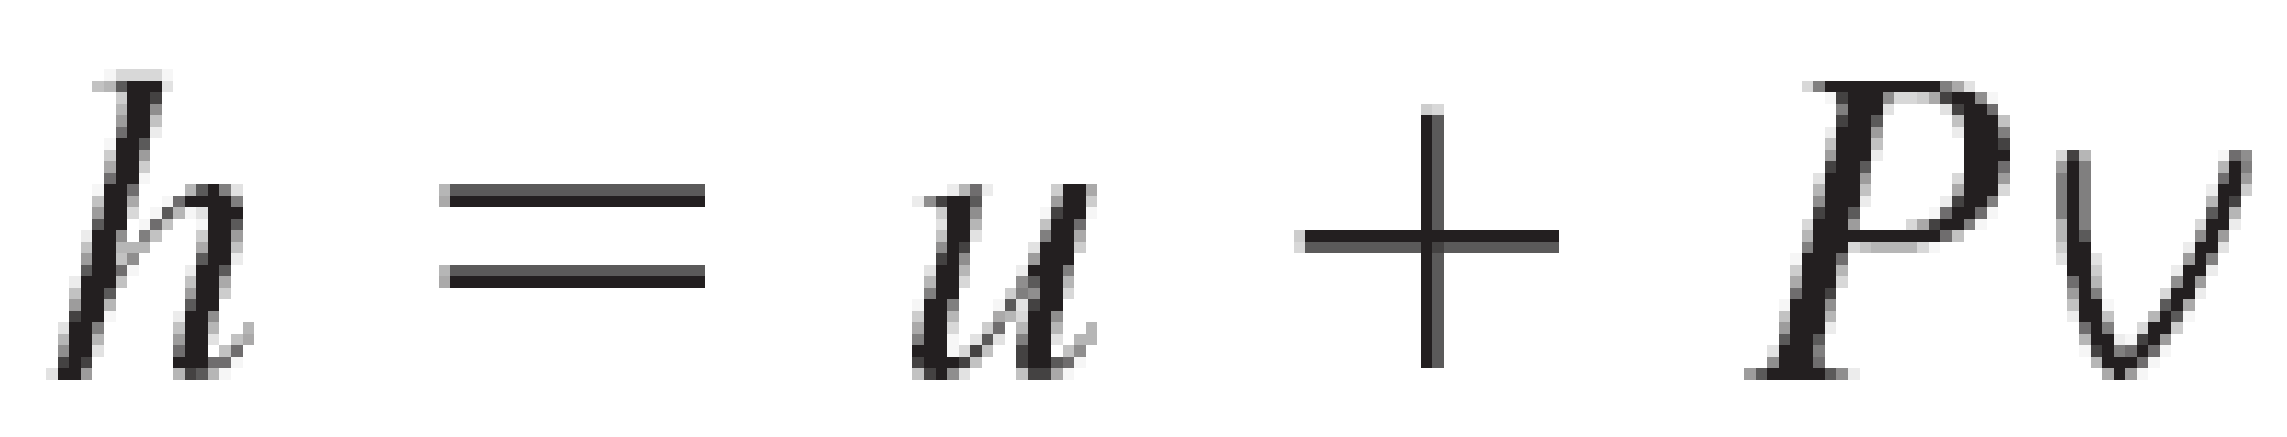 h = u + Pv